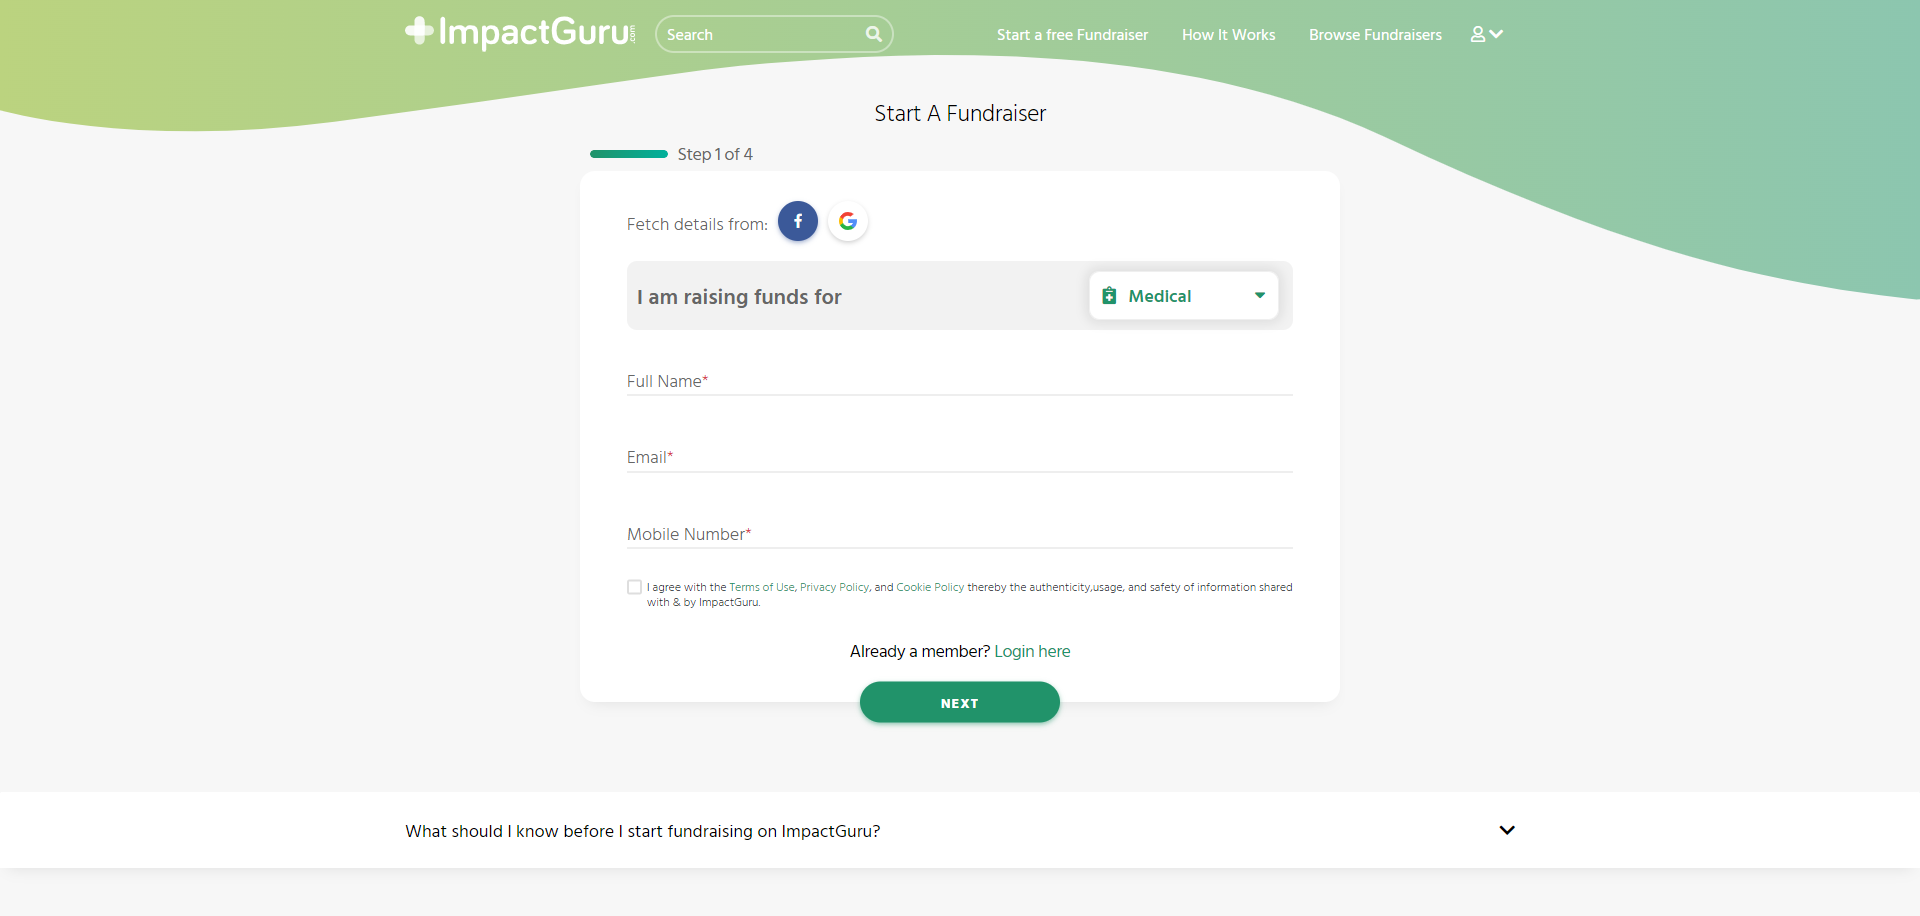 ImpactGuru.com
Search
Start a free Fundraiser
How It Works
Browse Fundraisers
Start A Fundraiser
Step 1 of 4
Fetch details from:
I am raising funds for
Medical
Full Name*
Email*
Mobile Number*
I agree with the Terms of Use, Privacy Policy, and Cookie Policy thereby the authenticity,usage, and safety of information shared
with & by ImpactGuru.
Already a member? Login here
NEXT
What should I know before I start fundraising on ImpactGuru?